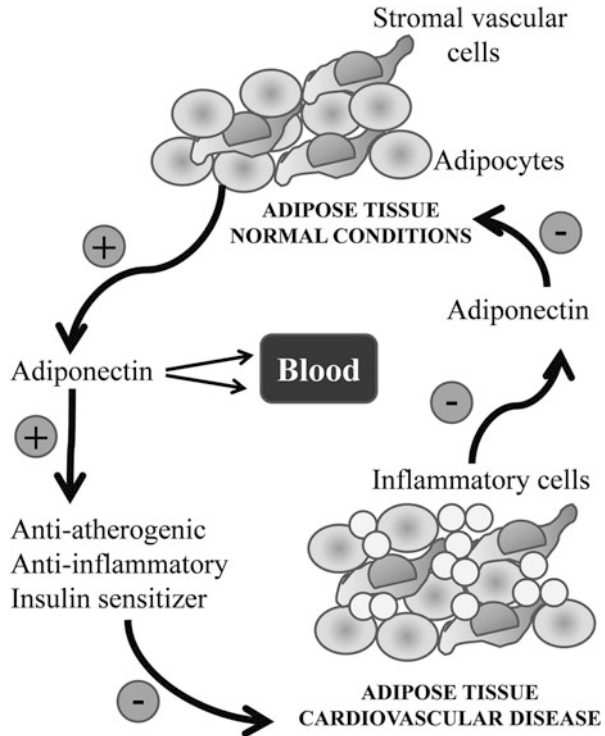 Stromal vascular
cells
Adipocytes
ADIPOSE TISSUE
NORMAL CONDITIONS
+
-
Adiponectin
Adiponectin
Blood
+
-
Inflammatory cells
Anti-atherogenic
Anti-inflammatory
Insulin sensitizer
-
ADIPOSE TISSUE
CARDIOVASCULAR DISEASE